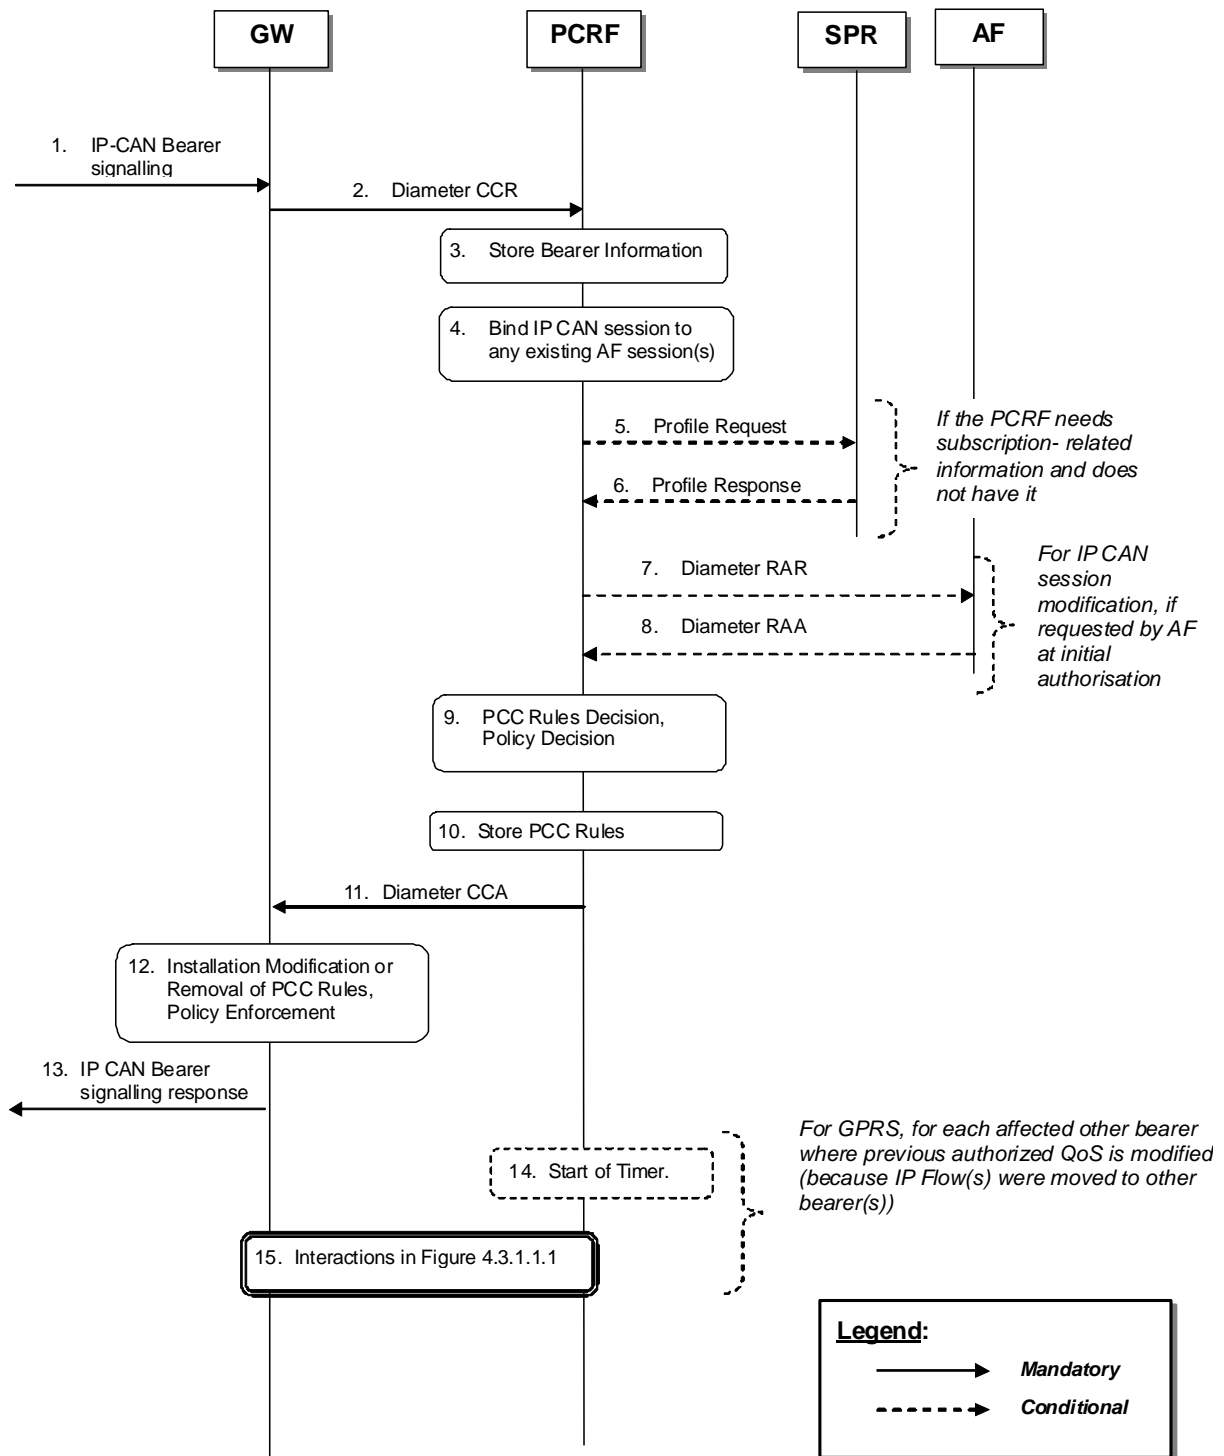 GW
PCRF
SPR
AF
1. IP-CAN Bearer
signalling
2. Diameter CCR
3. Store Bearer Information
4. Bind IP CAN session to
any existing AF session(s)
5. Profile Request
6. Profile Response
If the PCRF needs
subscription- related
information and does
not have it
7. Diameter RAR
8. Diameter RAA
For IP CAN
session
modification, if
requested by AF
at initial
authorisation
9. PCC Rules Decision,
Policy Decision
10. Store PCC Rules
11. Diameter CCA
12. Installation Modification or
Removal of PCC Rules,
Policy Enforcement
13. IP CAN Bearer
signalling response
14. Start of Timer.
For GPRS, for each affected other bearer
where previous authorized QoS is modified
(because IP Flow(s) were moved to other
bearer(s))
15. Interactions in Figure 4.3.1.1.1
Legend:
Mandatory
Conditional